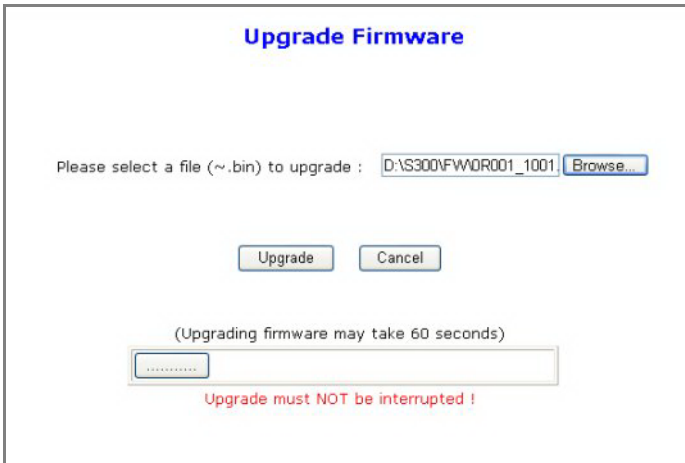 Upgrade Firmware
Please select a file (~.bin) to upgrade : D:\S300\FW\0R001_1001. Browse...
Upgrade Cancel
(Upgrading firmware may take 60 seconds)
...........
Upgrade must NOT be interrupted !